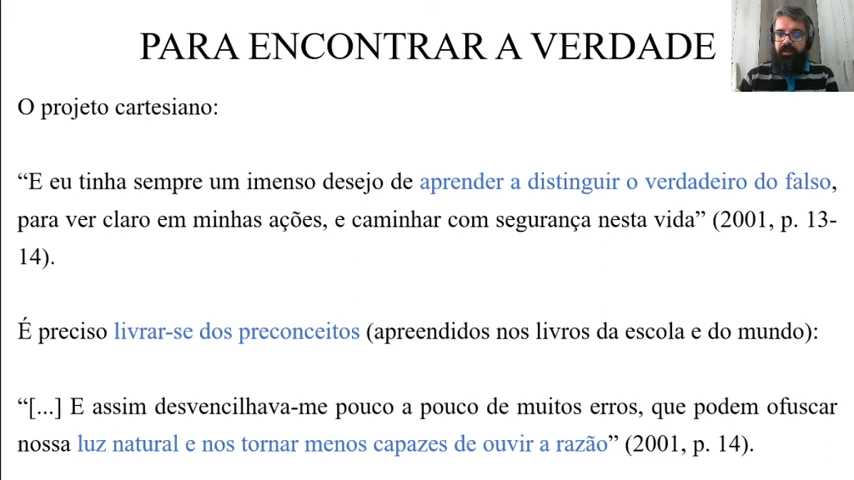 PARA ENCONTRAR A VERDADE
O projeto cartesiano:
“E eu tinha sempre um imenso desejo de aprender a distinguir o verdadeiro do falso,
para ver claro em minhas ações, e caminhar com segurança nesta vida” (2001, p. 13-
14).
É preciso livrar-se dos preconceitos (apreendidos nos livros da escola e do mundo):
“[...] E assim desvencilhava-me pouco a pouco de muitos erros, que podem ofuscar
nossa luz natural e nos tornar menos capazes de ouvir a razão” (2001, p. 14).